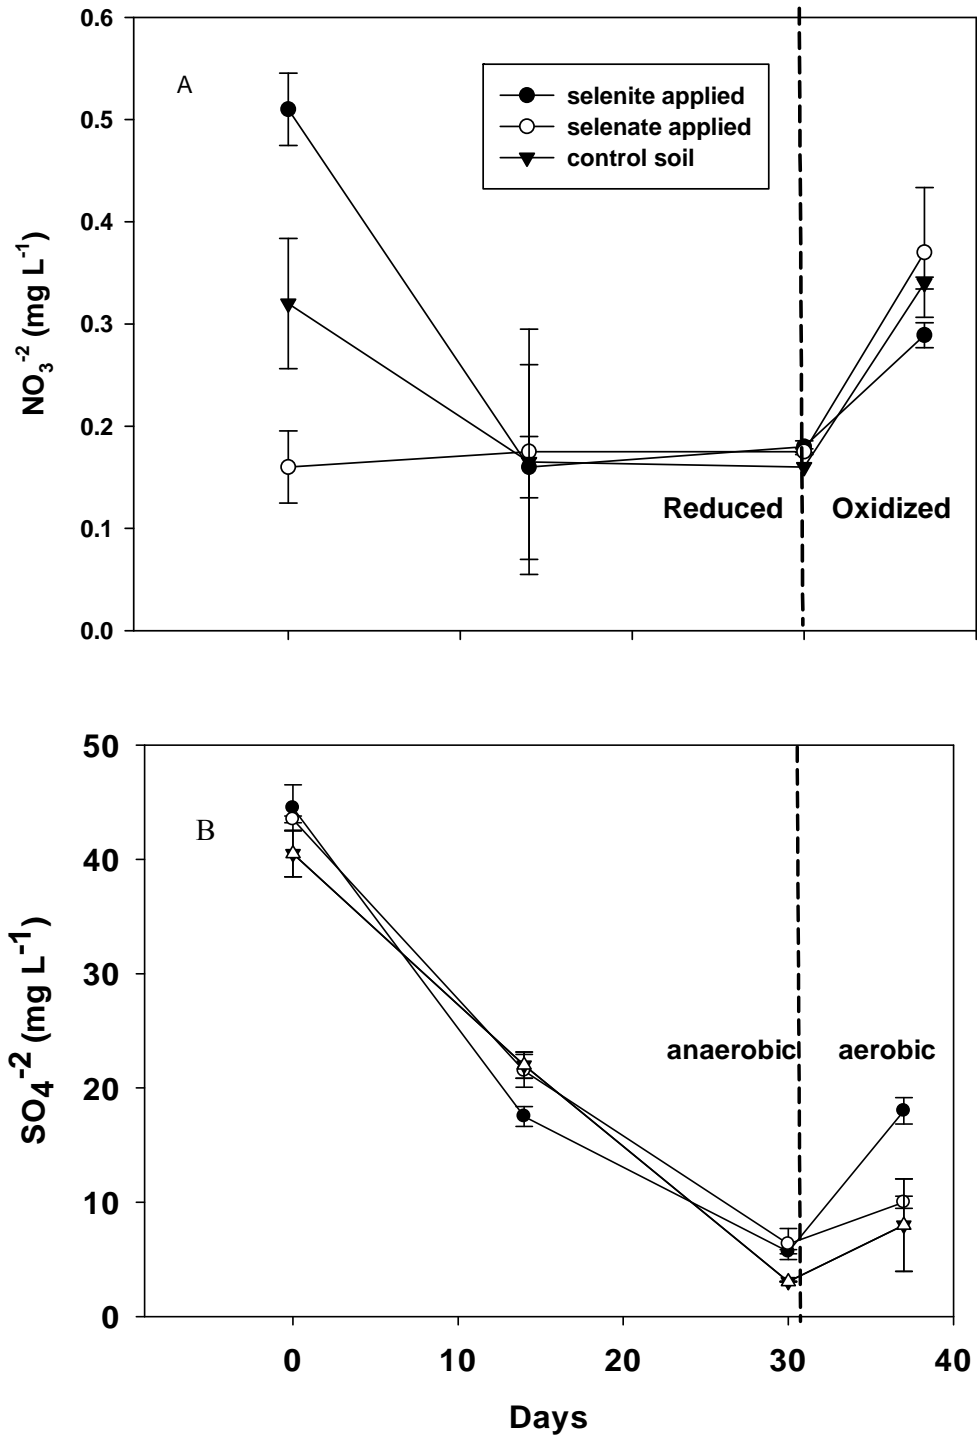 0.6
A
selenite applied
selenate applied
control soil
0.5
0.4
0.3
0.2
0.1
0.0
NO₃⁻² (mg L⁻¹)
Reduced
Oxidized
50
B
40
30
20
10
0
SO₄⁻² (mg L⁻¹)
anaerobic
aerobic
0 10 20 30 40
Days